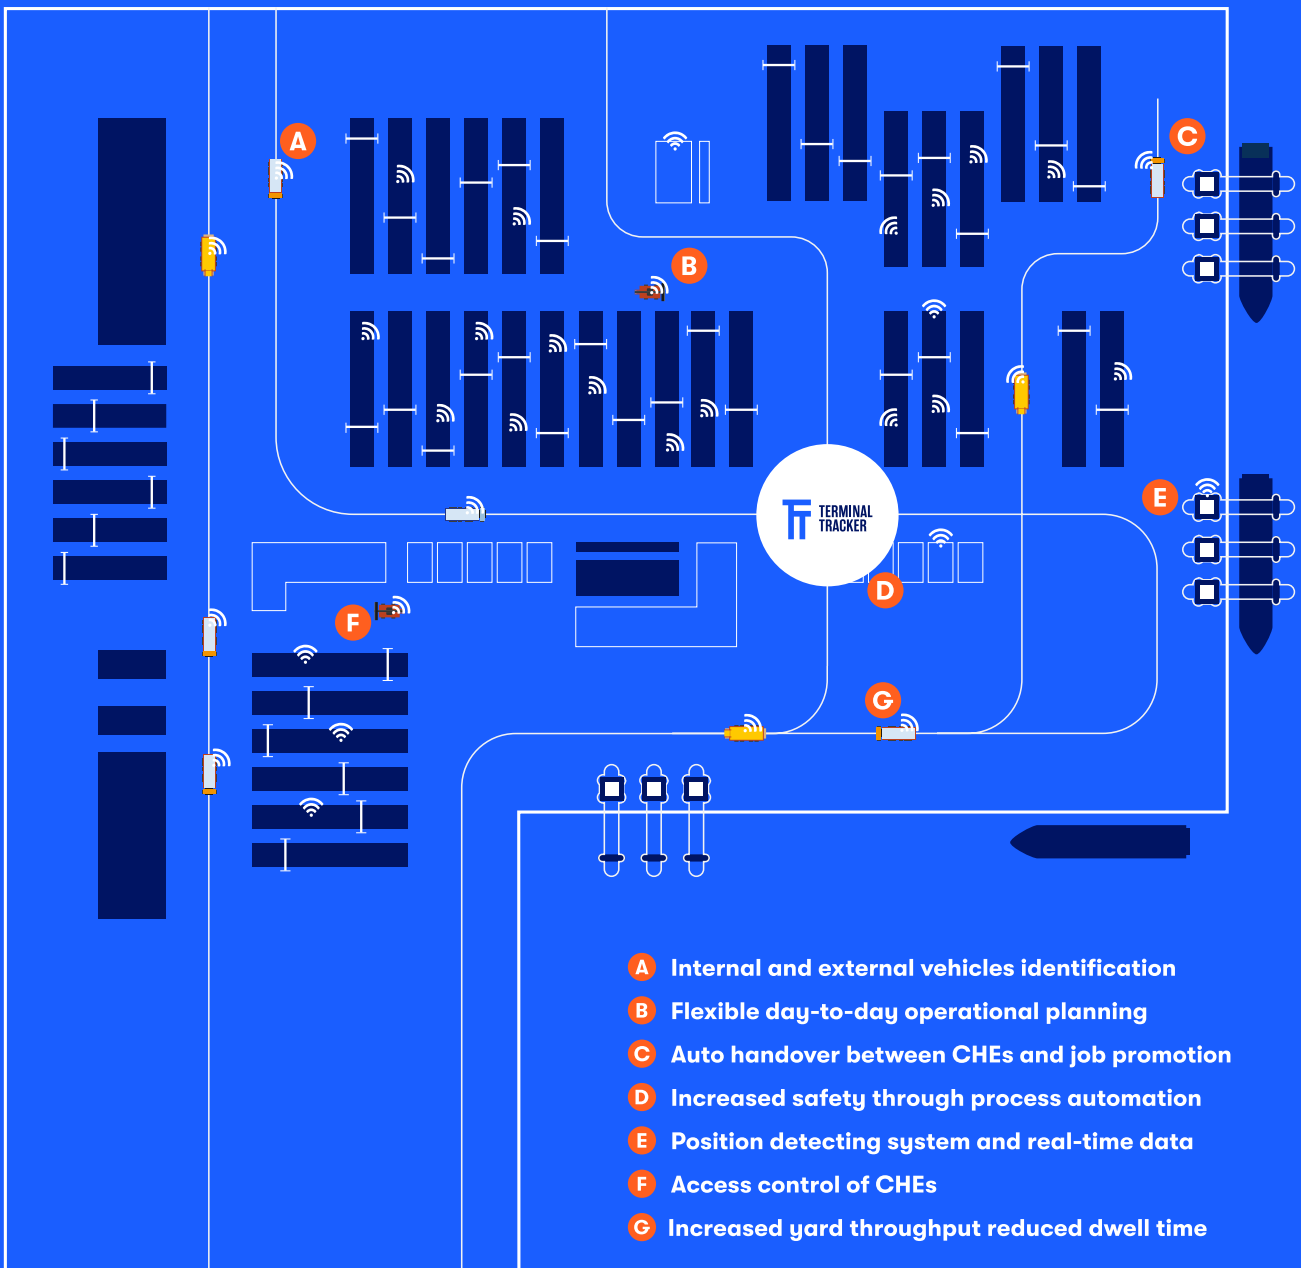 A
C
B
E
TERMINAL
TRACKER
D
F
G
A Internal and external vehicles identification
B Flexible day-to-day operational planning
C Auto handover between CHEs and job promotion
D Increased safety through process automation
E Position detecting system and real-time data
F Access control of CHEs
G Increased yard throughput reduced dwell time